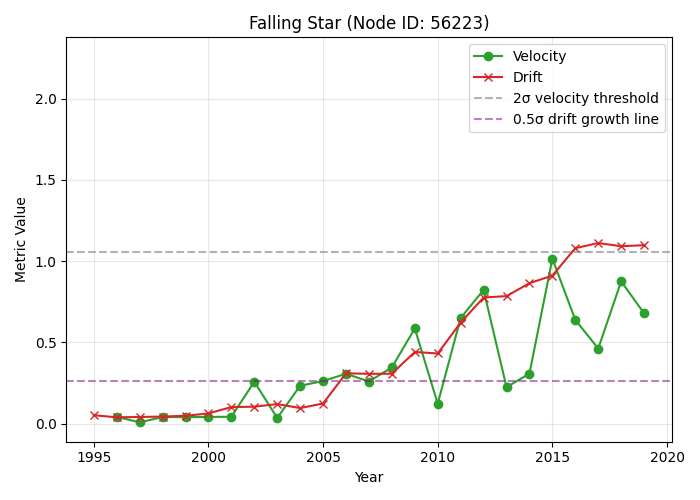 Falling Star (Node ID: 56223)
Velocity
Drift
2σ velocity threshold
0.5σ drift growth line
Metric Value
2.0
1.5
1.0
0.5
0.0
1995 2000 2005 2010 2015 2020
Year